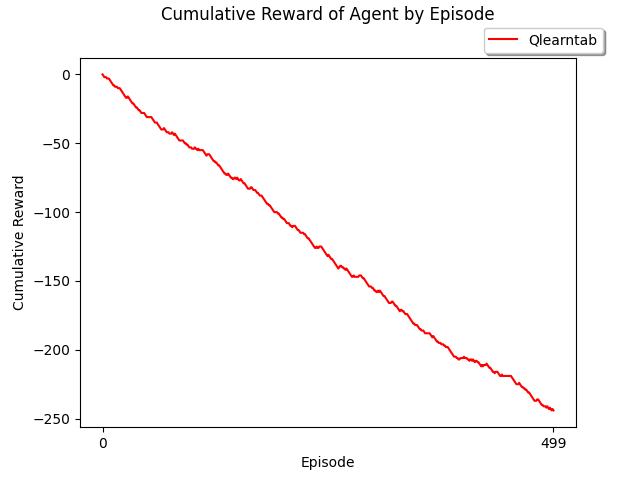 Cumulative Reward of Agent by Episode
Qlearntab
0
−50
−100
−150
−200
−250
Cumulative Reward
0
499
Episode